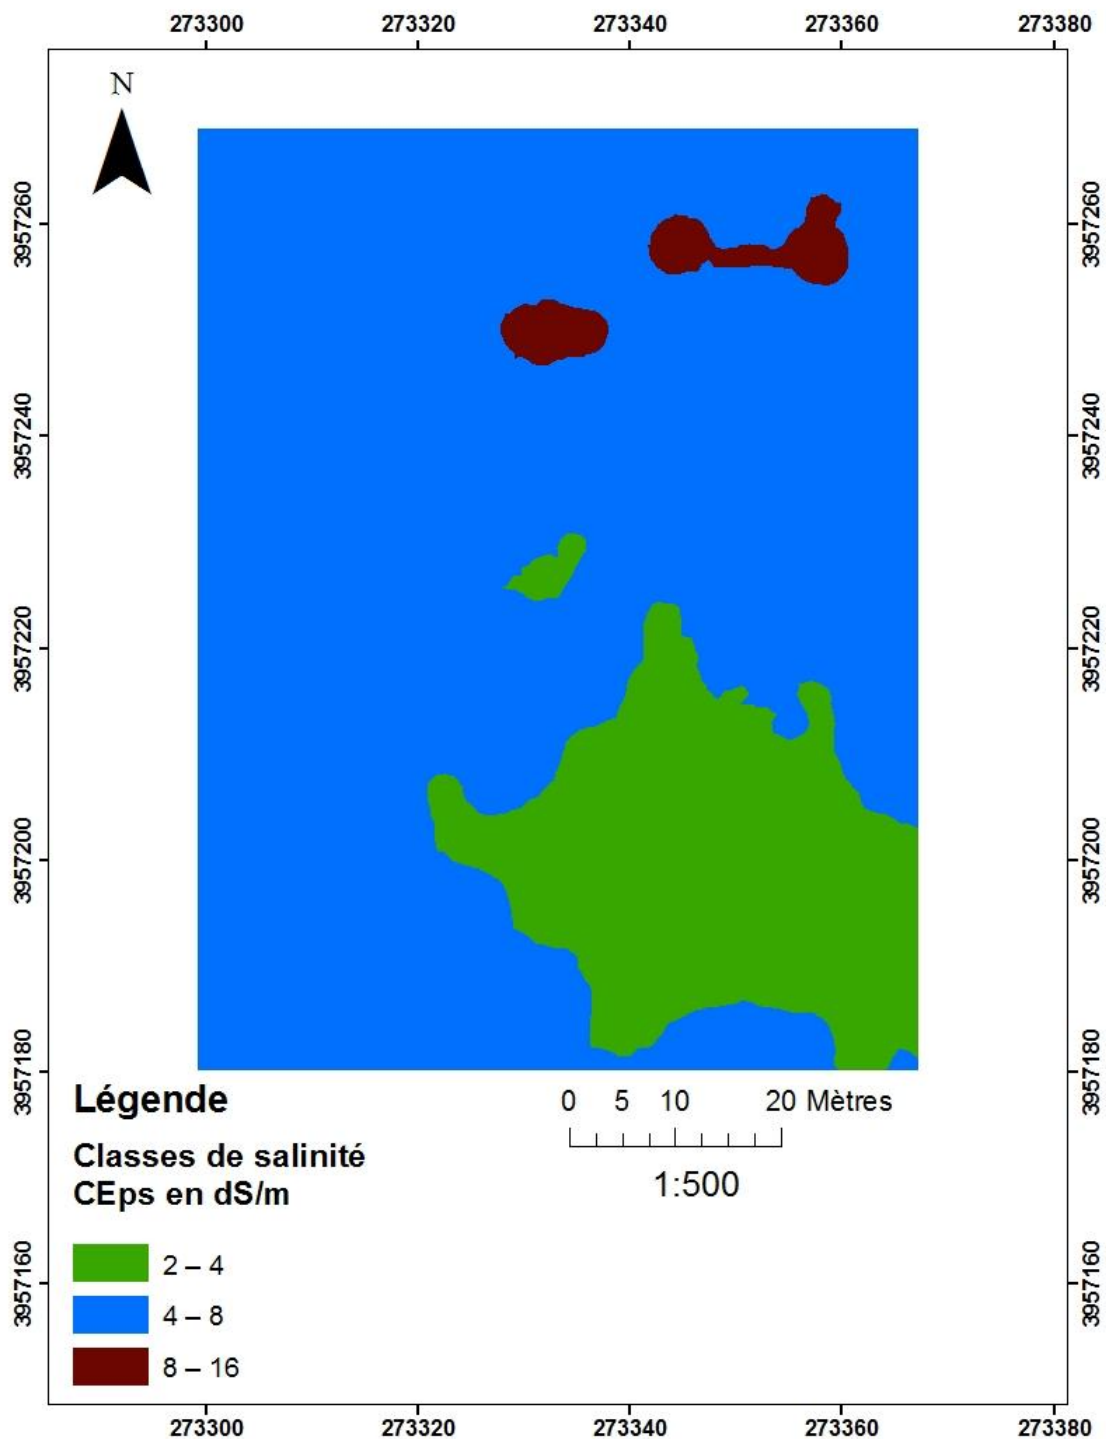 273300 273320 273340 273360 273380
N
3957260 3957260
3957240 3957240
3957220 3957220
3957200 3957200
3957180 3957180
Légende
0 5 10 20 Mètres
Classes de salinité
CEps en dS/m
1:500
2 – 4
3957160 3957160
4 – 8
8 – 16
273300 273320 273340 273360 273380